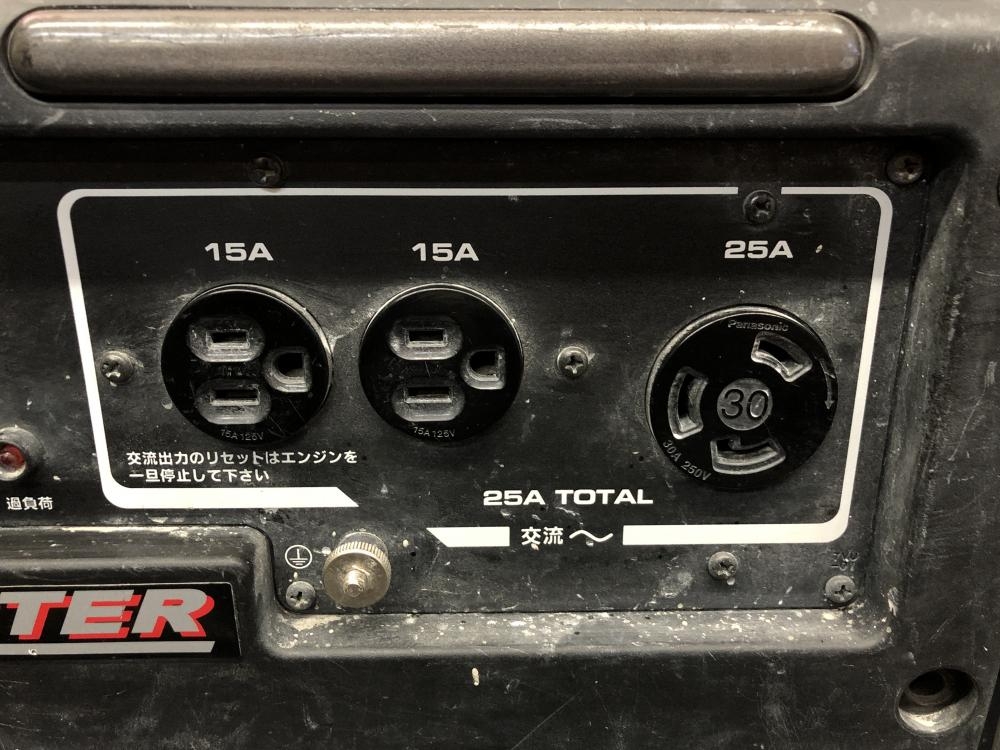 15A
15A
25A
Panasonic
30
30A 250V
15A 125V
15A 125V
交流出力のリセットはエンジンを
一旦停止して下さい
過負荷
25A TOTAL
交流 〜
TER